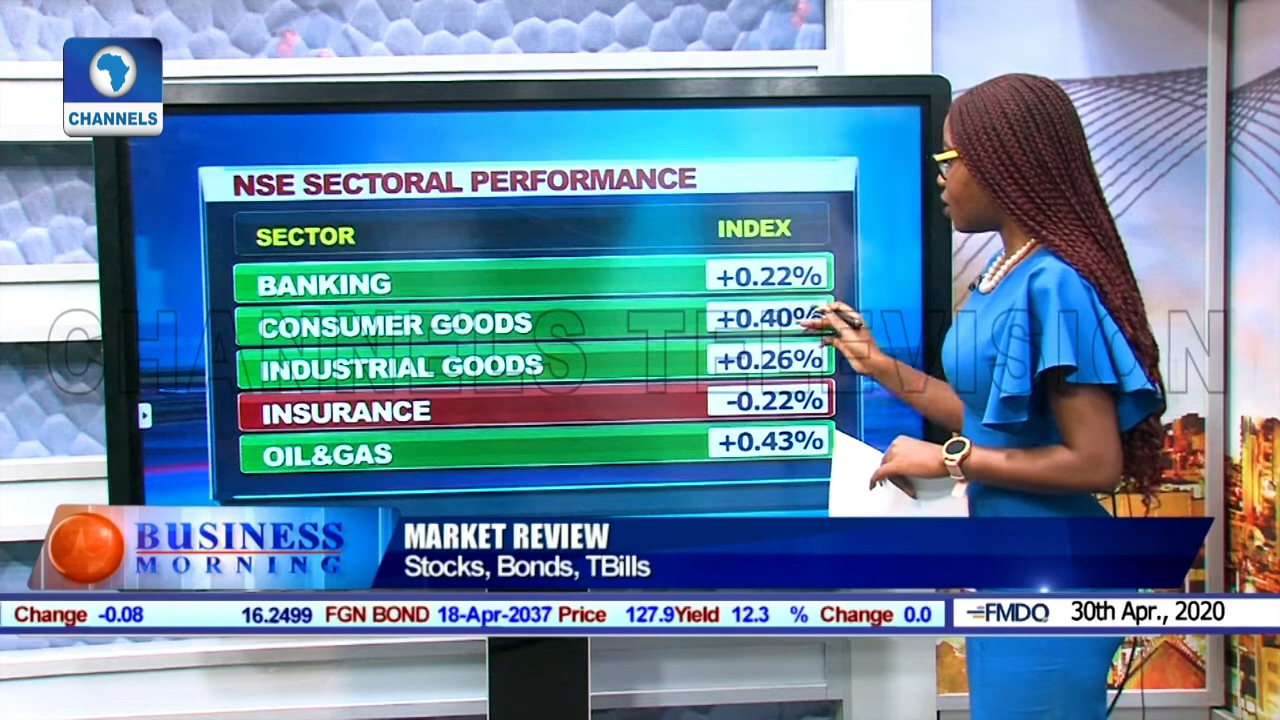 CHANNELS
NSE SECTORAL PERFORMANCE
SECTOR INDEX
BANKING +0.22%
CONSUMER GOODS +0.40%
INDUSTRIAL GOODS +0.26%
INSURANCE -0.22%
OIL&GAS +0.43%
CHANNELS TELEVISION
BUSINESS MORNING
MARKET REVIEW
Stocks, Bonds, TBills
Change -0.08 16.2499 FGN BOND 18-Apr-2037 Price 127.9 Yield 12.3 % Change 0.0
FMDQ 30th Apr., 2020